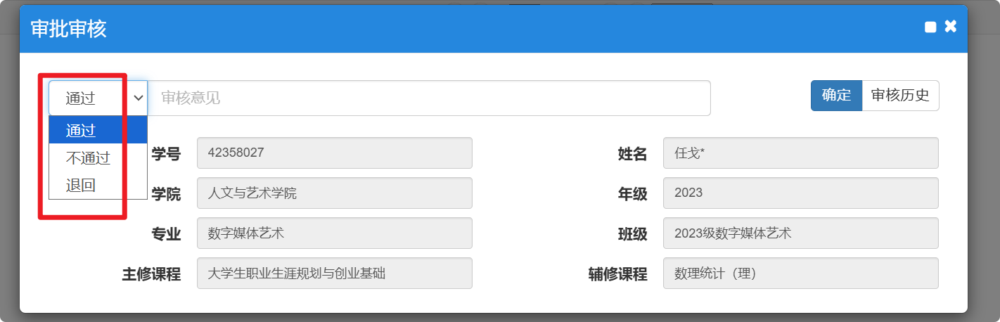 审批审核
通过 审核意见 确定 审核历史
通过
不通过
退回
学号 42358027 姓名 任戈*
学院 人文与艺术学院 年级 2023
专业 数字媒体艺术 班级 2023级数字媒体艺术
主修课程 大学生职业生涯规划与创业基础 辅修课程 数理统计（理）